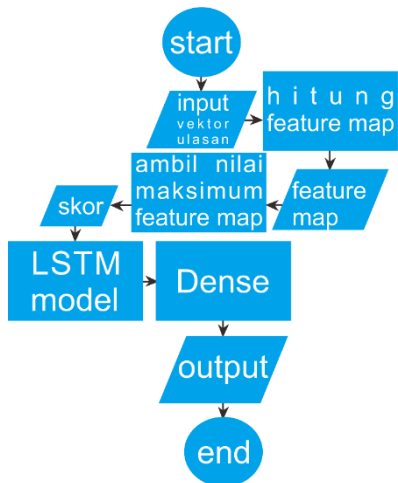 start
input
vektor
ulasan
hitung
feature map
feature
map
ambil nilai
maksimum
feature map
skor
LSTM
model
Dense
output
end